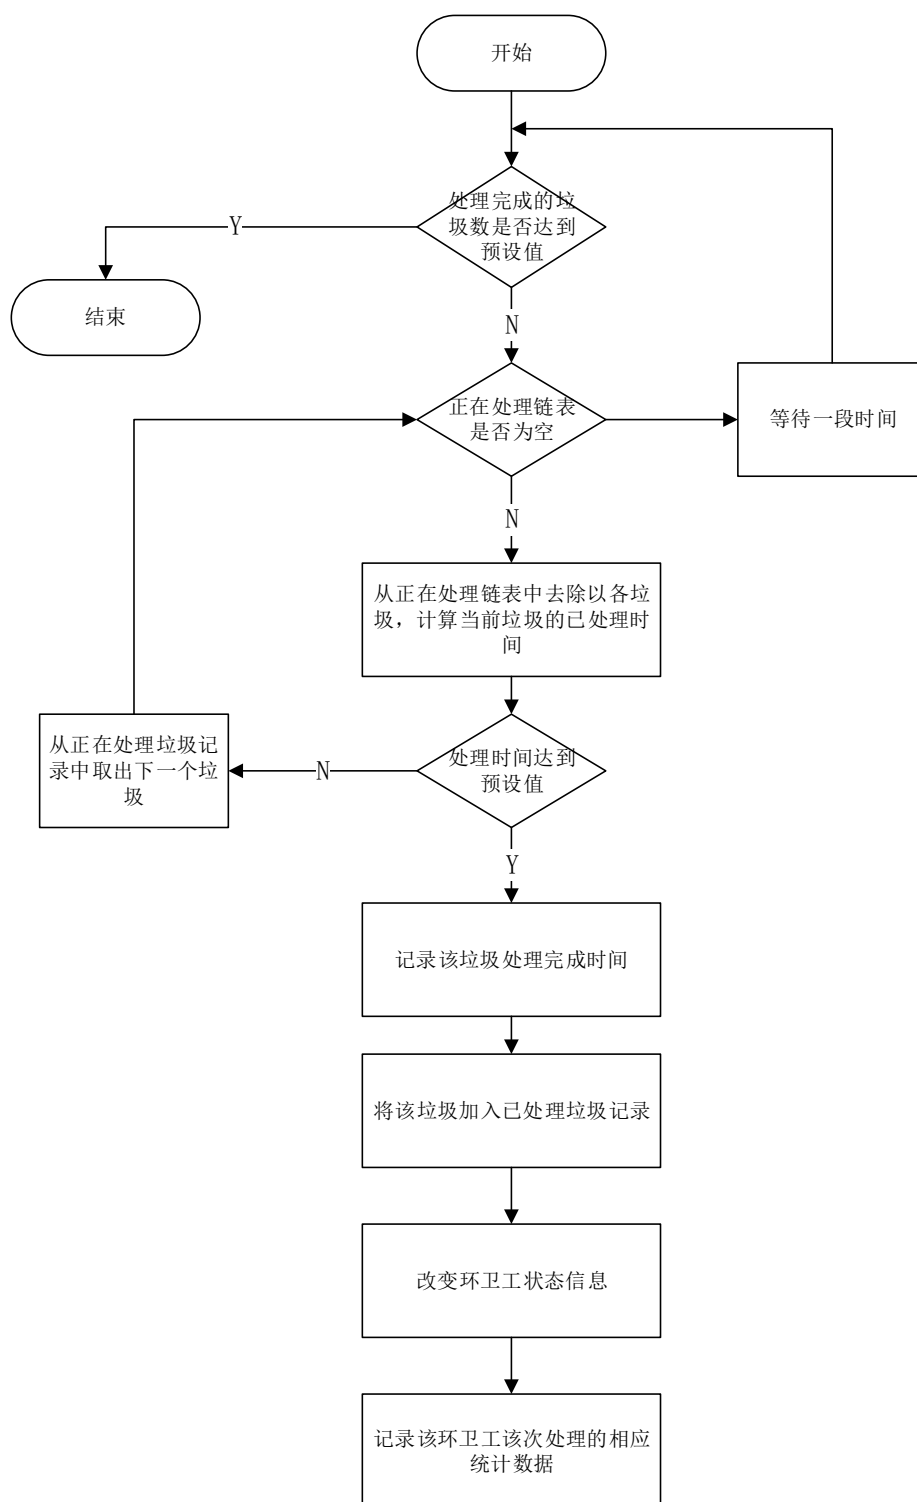 开始
处理完成的垃
圾数是否达到
预设值
Y
结束
N
正在处理链表
是否为空
等待一段时间
N
从正在处理链表中去除以各垃
圾，计算当前垃圾的已处理时
间
从正在处理垃圾记
录中取出下一个垃
圾
N
处理时间达到
预设值
Y
记录该垃圾处理完成时间
将该垃圾加入已处理垃圾记录
改变环卫工状态信息
记录该环卫工该次处理的相应
统计数据